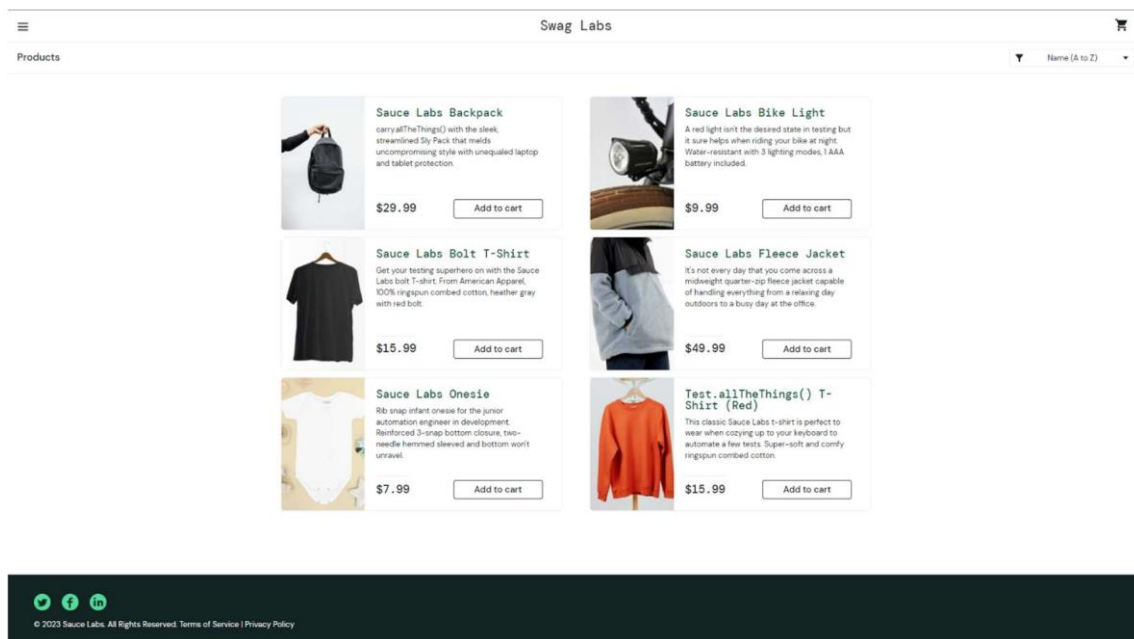 Swag Labs
Products
Name (A to Z)
Sauce Labs Backpack
carry.allTheThings() with the sleek,
streamlined Sly Pack that melds
uncompromising style with unequaled laptop
and tablet protection.
$29.99
Add to cart
Sauce Labs Bike Light
A red light isn't the desired state in testing but
it sure helps when riding your bike at night.
Water-resistant with 3 lighting modes, 1 AAA
battery included.
$9.99
Add to cart
Sauce Labs Bolt T-Shirt
Get your testing superhero on with the Sauce
Labs bolt T-shirt. From American Apparel,
100% ringspun combed cotton, heather gray
with red bolt.
$15.99
Add to cart
Sauce Labs Fleece Jacket
It's not every day that you come across a
midweight quarter-zip fleece jacket capable
of handling everything from a relaxing day
outdoors to a busy day at the office.
$49.99
Add to cart
Sauce Labs Onesie
Rib snap infant onesie for the junior
automation engineer in development.
Reinforced 3-snap bottom closure, two-
needle hemmed sleeved and bottom won't
unravel.
$7.99
Add to cart
Test.allTheThings() T-
Shirt (Red)
This classic Sauce Labs t-shirt is perfect to
wear when cozying up to your keyboard to
automate a few tests. Super-soft and comfy
ringspun combed cotton.
$15.99
Add to cart
© 2023 Sauce Labs. All Rights Reserved. Terms of Service | Privacy Policy